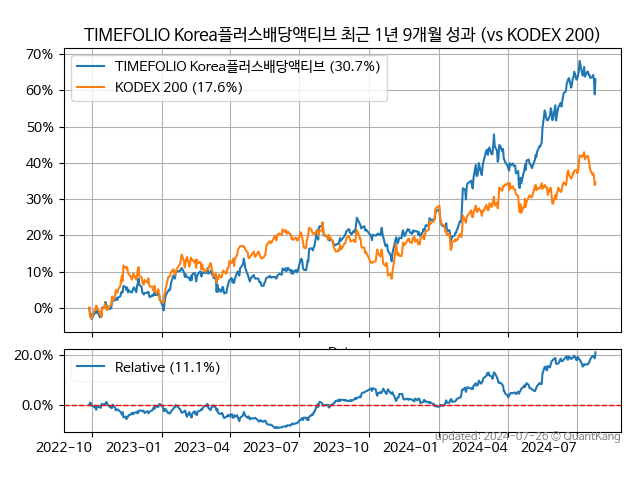 TIMEFOLIO Korea플러스배당액티브 최근 1년 9개월 성과 (vs KODEX 200)
70%
TIMEFOLIO Korea플러스배당액티브 (30.7%)
KODEX 200 (17.6%)
60%
50%
40%
30%
20%
10%
0%
20.0%
Relative (11.1%)
0.0%
updated: 2024-07-26 © QuantKang
2022-10 2023-01 2023-04 2023-07 2023-10 2024-01 2024-04 2024-07